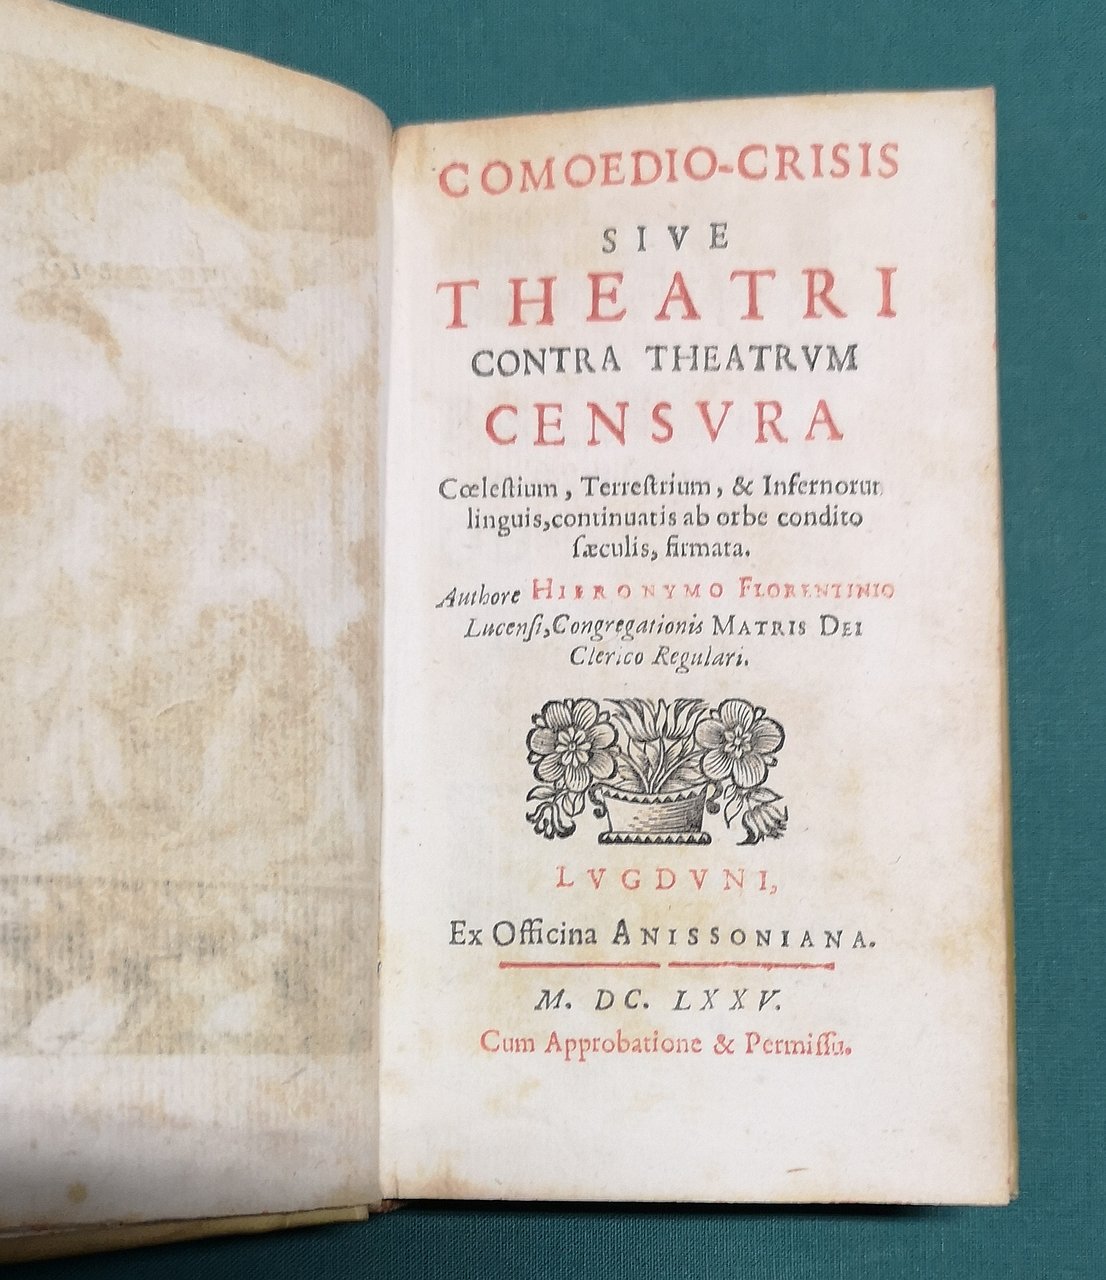 COMOEDIO-CRISIS
SIVE
THEATRI
CONTRA THEATRVM
CENSVRA
Cœleſtium, Terreſtrium, & Infernorum
linguis, continuatis ab orbe condito
ſæculis, firmata.
Authore HIERONYMO FLORENTINIO
Lucenſi, Congregationis MATRIS DEI
Clerico Regulari.
LVGDVNI,
Ex Officina ANISSONIANA.
M. DC. LXXV.
Cum Approbatione & Permiſſu.